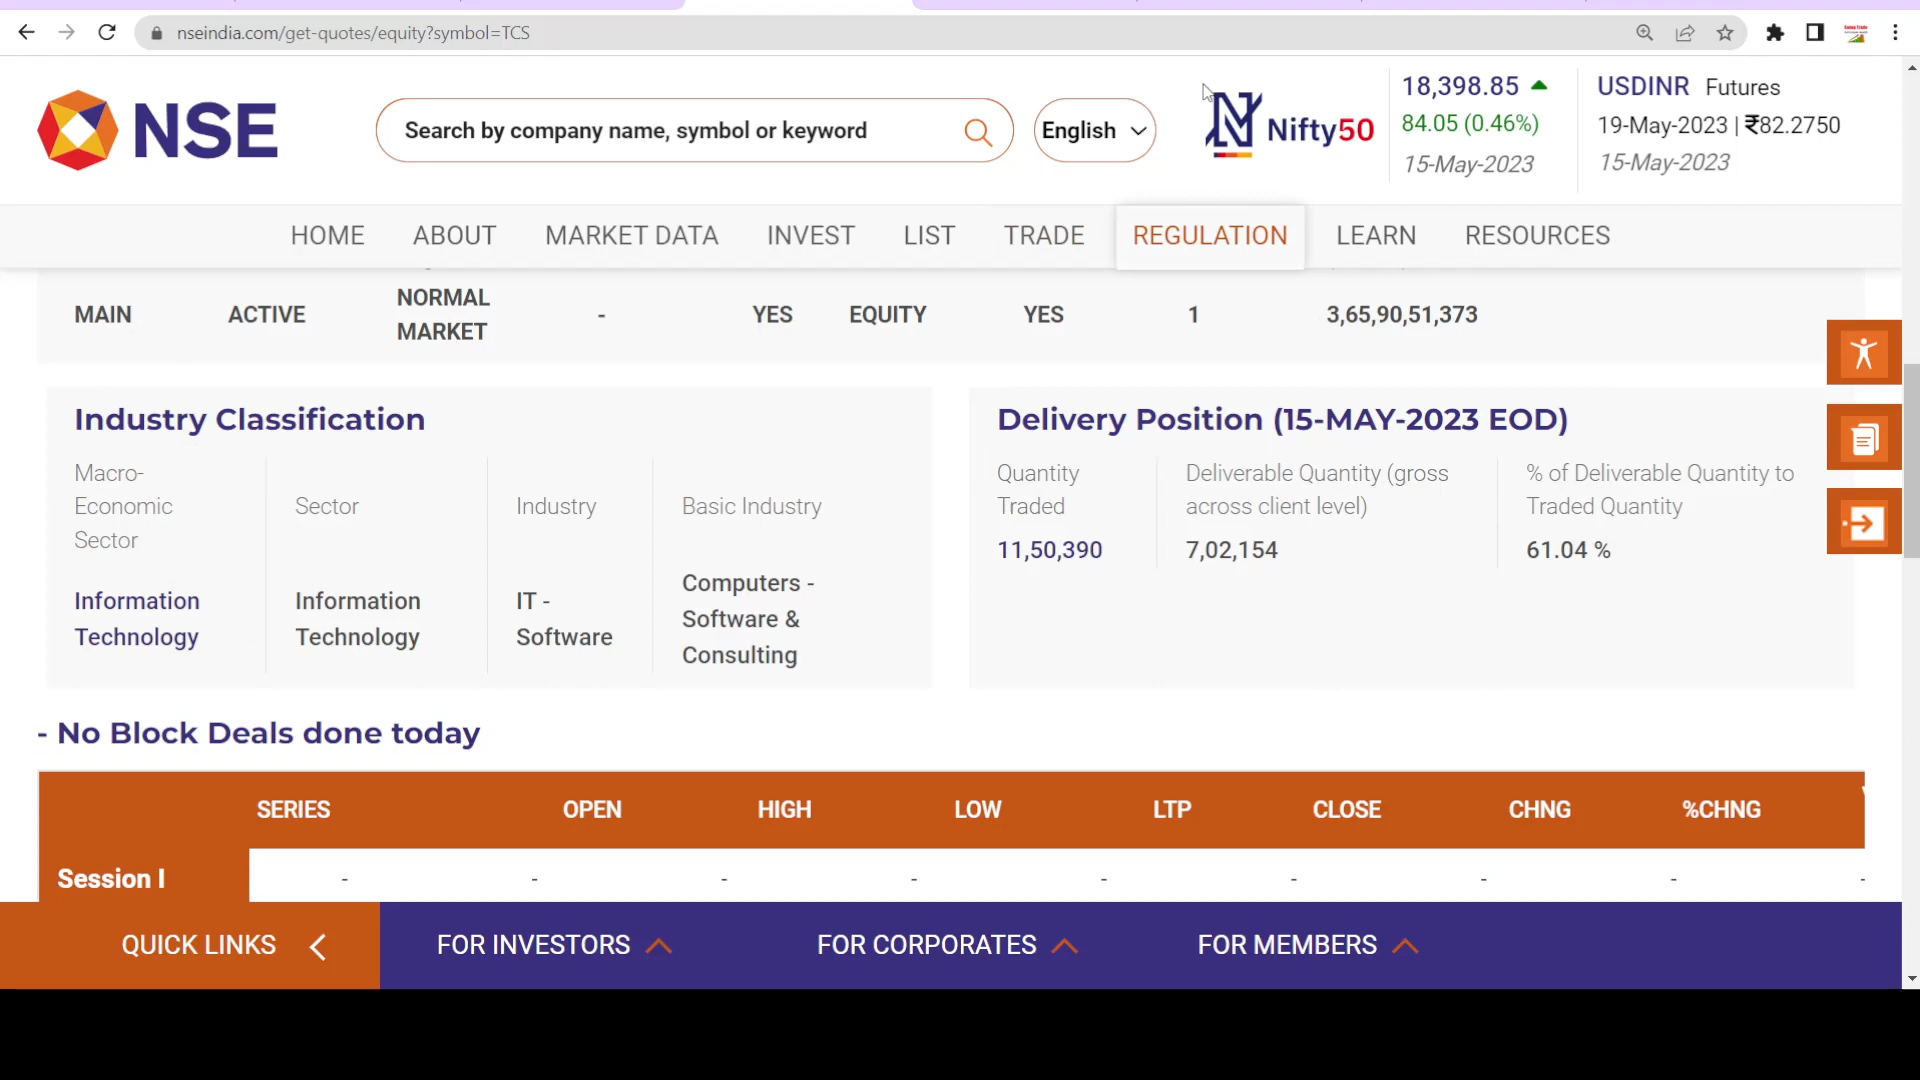 nseindia.com/get-quotes/equity?symbol=TCS
NSE
Search by company name, symbol or keyword
English
Nifty50
18,398.85
84.05 (0.46%)
15-May-2023
USDINR Futures
19-May-2023 | ₹82.2750
15-May-2023
HOME ABOUT MARKET DATA INVEST LIST TRADE REGULATION LEARN RESOURCES
MAIN ACTIVE NORMAL MARKET - YES EQUITY YES 1 3,65,90,51,373
Industry Classification
Macro-
Economic
Sector
Sector
Industry
Basic Industry
Information
Technology
Information
Technology
IT -
Software
Computers -
Software &
Consulting
Delivery Position (15-MAY-2023 EOD)
Quantity
Traded
11,50,390
Deliverable Quantity (gross
across client level)
7,02,154
% of Deliverable Quantity to
Traded Quantity
61.04 %
- No Block Deals done today
SERIES OPEN HIGH LOW LTP CLOSE CHNG %CHNG
Session I - - - - - - - - -
QUICK LINKS FOR INVESTORS FOR CORPORATES FOR MEMBERS